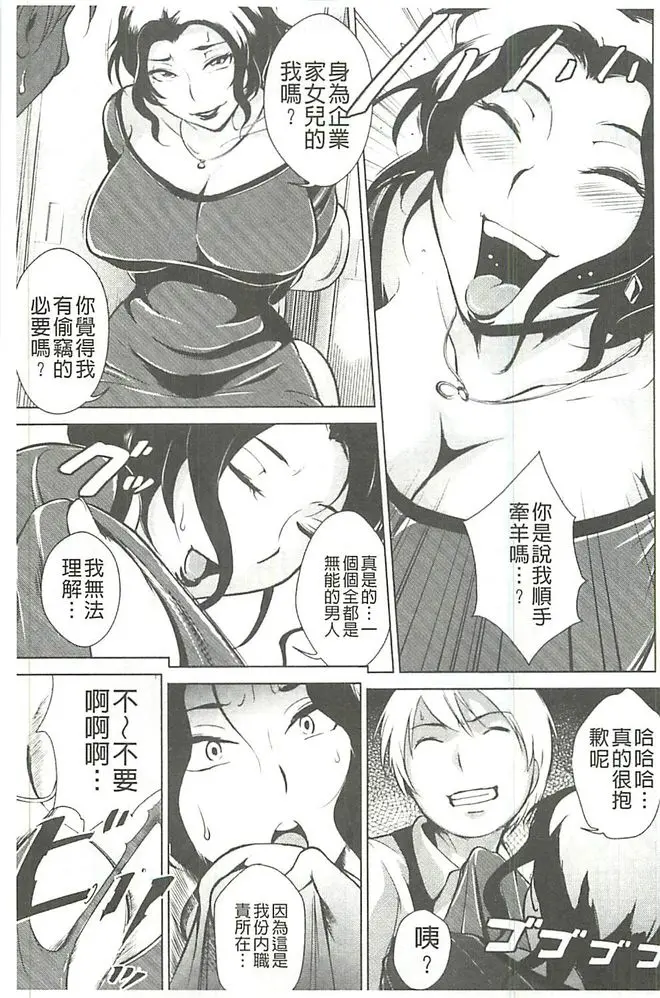 你是說我順手
牽羊嗎…？
身為企業
家女兒的
我嗎？
你覺得我
有偷竊的
必要嗎？
真是的…一
個個全都是
無能的男人
我無法
理解…
哈哈哈…
真的很抱
歉呢
咦？
ゴゴゴゴ
因為這是
我份內職
責所在…
不～不要
啊啊啊…